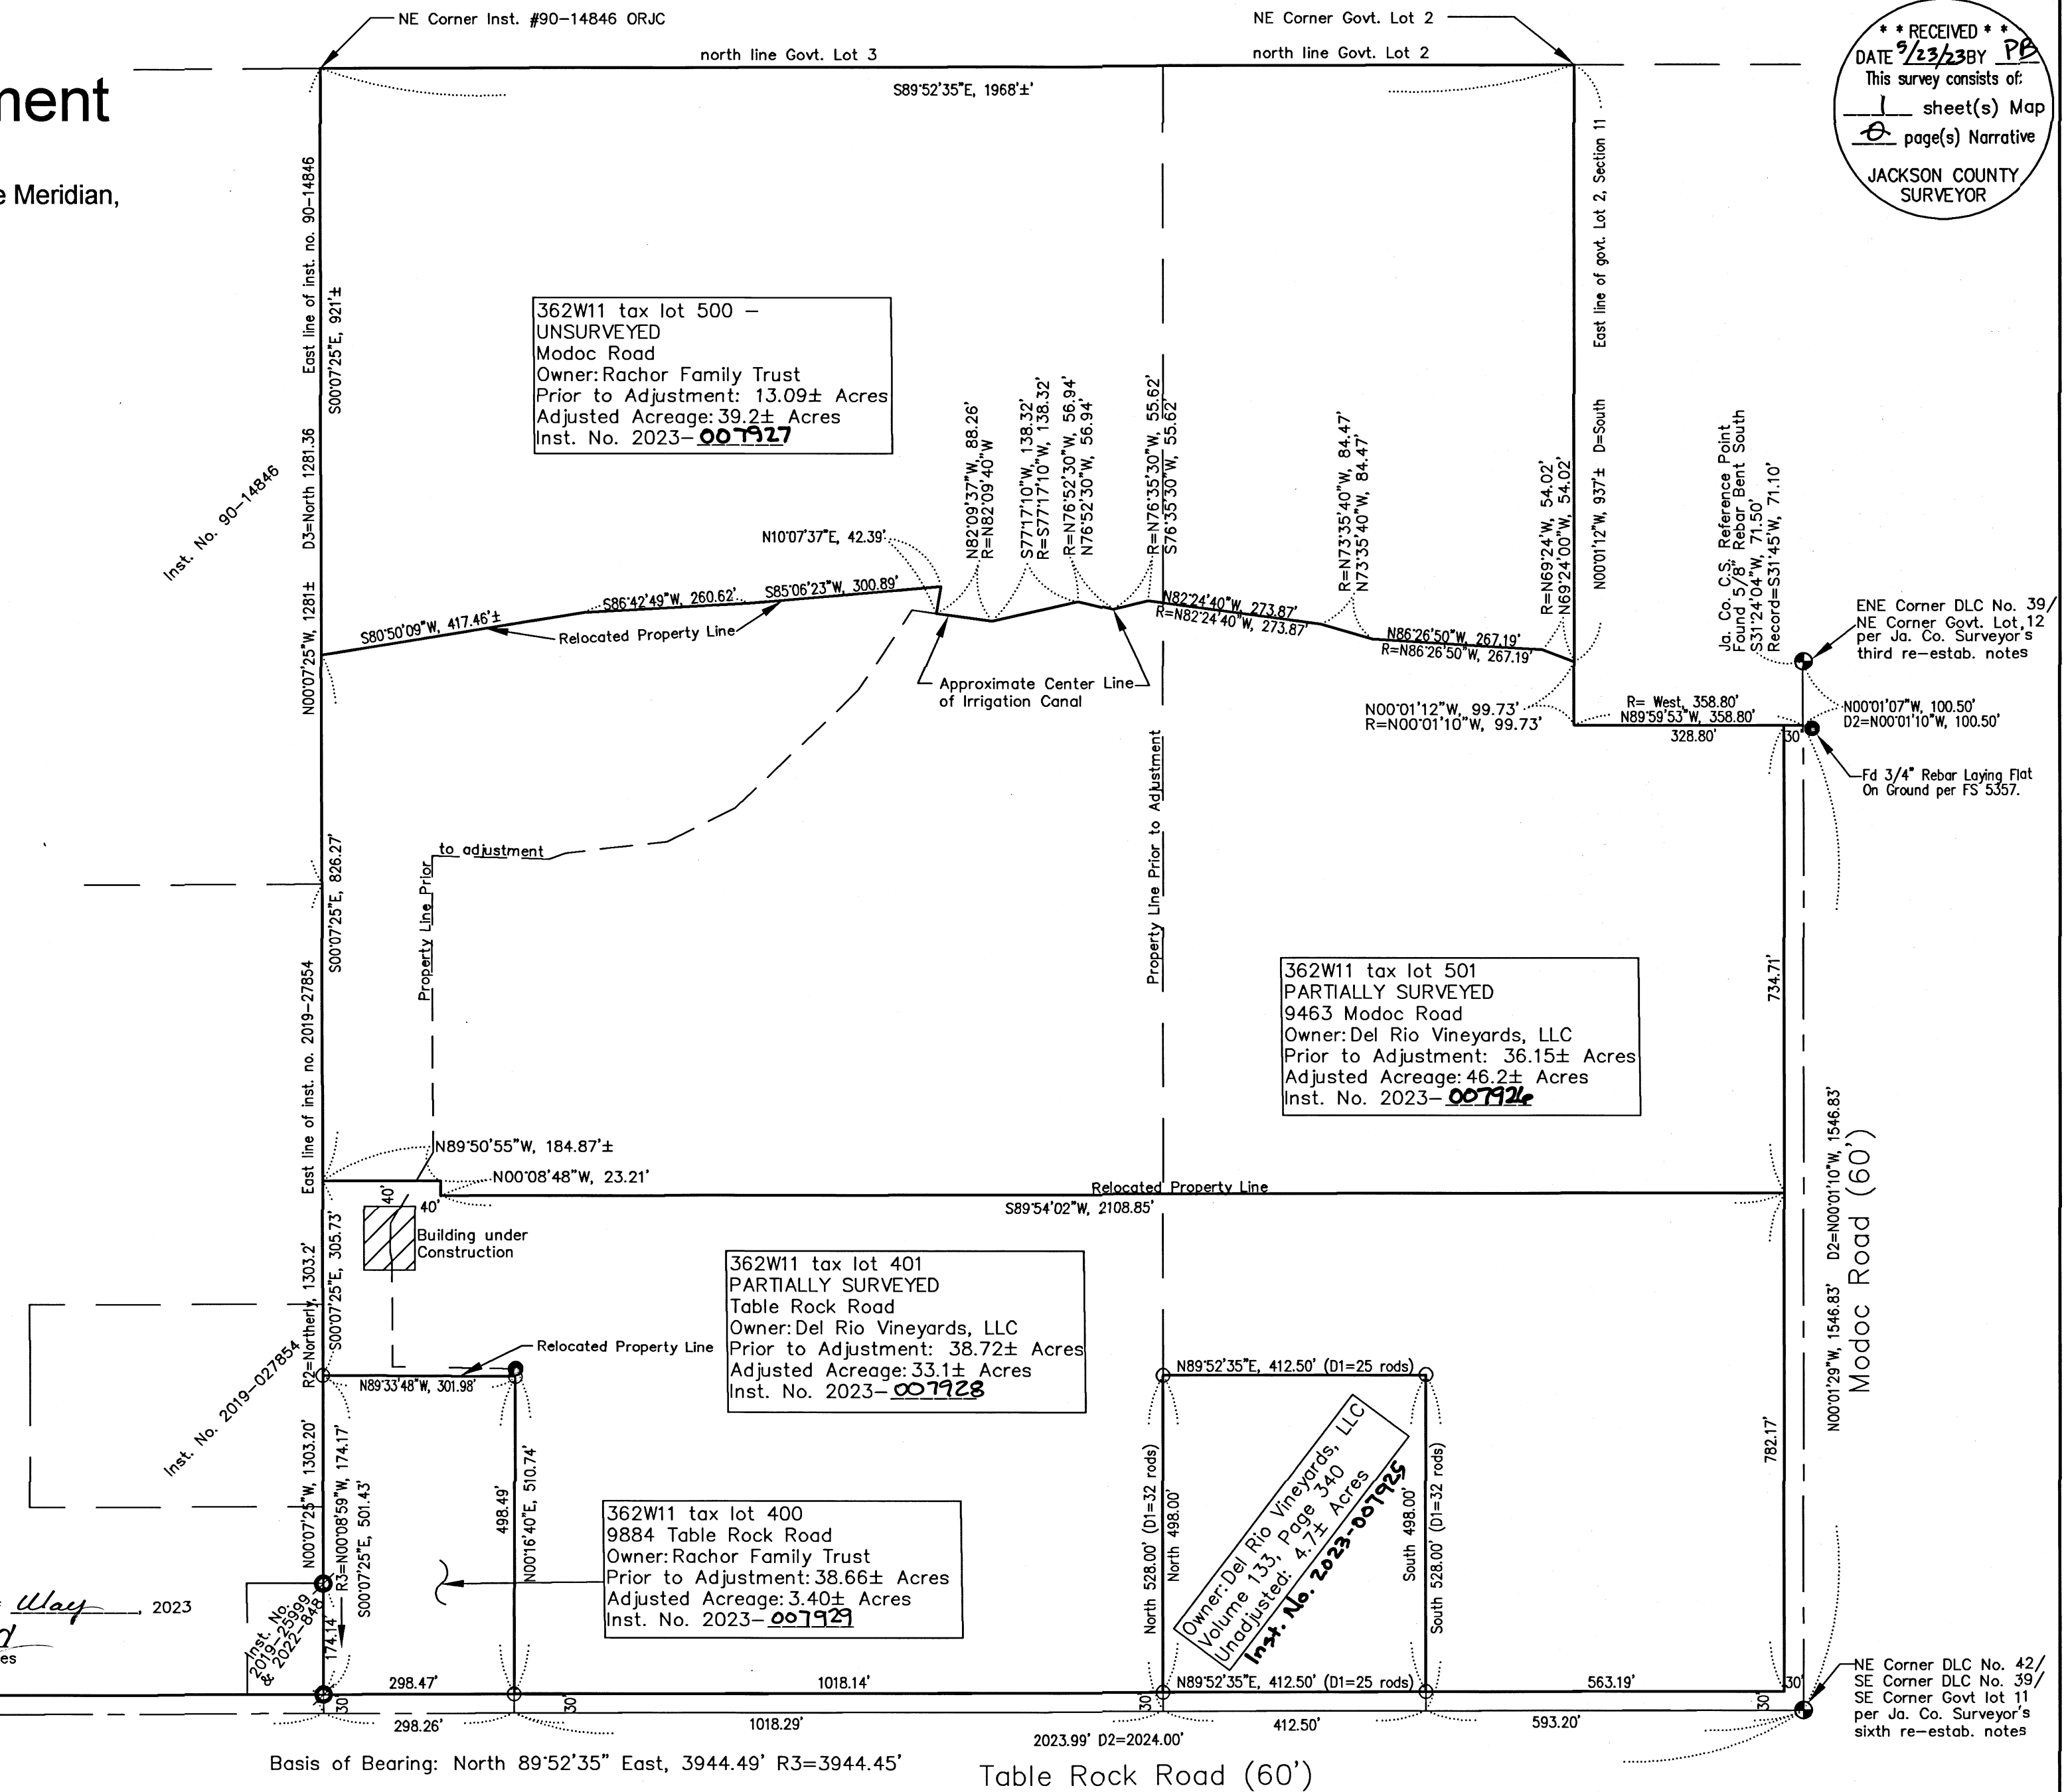 NE Corner Inst. #90-14846 ORJC
NE Corner Govt. Lot 2
north line Govt. Lot 3
north line Govt. Lot 2
S89°52'35"E, 1968'±'
* * RECEIVED * *
DATE 5/23/23 BY PB
This survey consists of:
1 sheet(s) Map
0 page(s) Narrative
JACKSON COUNTY
SURVEYOR
ment
e Meridian,
East line of inst. no. 90-14846
S00°07'25"E, 921'±
D3=North 1281.36
N00°07'25"W, 1281±
Inst. No. 90-14846
362W11 tax lot 500 -
UNSURVEYED
Modoc Road
Owner: Rachor Family Trust
Prior to Adjustment: 13.09± Acres
Adjusted Acreage: 39.2± Acres
Inst. No. 2023-007927
East line of govt. Lot 2, Section 11
N00°01'12"W, 937'± D=South
N10°07'37"E, 42.39'
N82°09'37"W, 88.26'
R=N82°09'40"W
S77°17'10"W, 138.32'
R=S77°17'10"W, 138.32'
R=N76°52'30"W, 56.94'
N76°52'30"W, 56.94'
R=N76°35'30"W, 55.62'
S76°35'30"W, 55.62'
R=N73°35'40"W, 84.47'
N73°35'40"W, 84.47'
R=N69°24'W, 54.02'
N69°24'00"W, 54.02'
Ja. Co. C.S. Reference Point
Found 5/8" Rebar Bent South
S31°24'04"W, 71.50'
Record=S31°45'W, 71.10'
S80°50'09"W, 417.46'±
S86°42'49"W, 260.62'
S85°06'23"W, 300.89'
Relocated Property Line
N82°24'40"W, 273.87'
R=N82°24'40"W, 273.87'
N86°26'50"W, 267.19'
R=N86°26'50"W, 267.19'
Approximate Center Line
of Irrigation Canal
ENE Corner DLC No. 39/
NE Corner Govt. Lot 12
per Ja. Co. Surveyor's
third re-estab. notes
N00°01'12"W, 99.73'
R=N00°01'10"W, 99.73'
R= West, 358.80'
N89°59'53"W, 358.80'
328.80'
30'
N00°01'07"W, 100.50'
D2=N00°01'10"W, 100.50'
Fd 3/4" Rebar Laying Flat
On Ground per FS 5357.
Property Line Prior
to adjustment
Property Line Prior to Adjustment
S00°07'25"E, 826.27'
East line of inst. no. 2019-27854
734.71'
362W11 tax lot 501
PARTIALLY SURVEYED
9463 Modoc Road
Owner: Del Rio Vineyards, LLC
Prior to Adjustment: 36.15± Acres
Adjusted Acreage: 46.2± Acres
Inst. No. 2023-007926
N89°50'55"W, 184.87'±
N00°08'48"W, 23.21'
Relocated Property Line
S89°54'02"W, 2108.85'
40'
40'
Building under
Construction
R2=Northerly, 1303.2'
S00°07'25"E, 305.73'
Inst. No. 2019-027854
362W11 tax lot 401
PARTIALLY SURVEYED
Table Rock Road
Owner: Del Rio Vineyards, LLC
Prior to Adjustment: 38.72± Acres
Adjusted Acreage: 33.1± Acres
Inst. No. 2023-007928
Relocated Property Line
N89°33'48"W, 301.98'
N89°52'35"E, 412.50' (D1=25 rods)
N00°01'29"W, 1546.83' D2=N00°01'10"W, 1546.83'
Modoc Road (60')
782.17'
N00°07'25"W, 1303.20'
R3=N00°08'59"W, 174.17'
S00°07'25"E, 501.43'
174.14
498.49'
N00°16'40"E, 510.74'
362W11 tax lot 400
9884 Table Rock Road
Owner: Rachor Family Trust
Prior to Adjustment: 38.66± Acres
Adjusted Acreage: 3.40± Acres
Inst. No. 2023-007929
North 528.00' (D1=32 rods)
North 498.00'
Owner: Del Rio Vineyards, LLC
Volume 133, Page 340
Unadjusted: 4.7± Acres
Inst. No. 2023-007925
South 498.00'
South 528.00' (D1=32 rods)
May, 2023
es
Inst. No.
2019-25999
& 2022-848
298.47'
1018.14'
N89°52'35"E, 412.50' (D1=25 rods)
563.19'
30'
30'
30'
30'
30'
298.26'
1018.29'
412.50'
593.20'
2023.99' D2=2024.00'
NE Corner DLC No. 42/
SE Corner DLC No. 39/
SE Corner Govt lot 11
per Ja. Co. Surveyor's
sixth re-estab. notes
Basis of Bearing: North 89°52'35" East, 3944.49' R3=3944.45'
Table Rock Road (60')